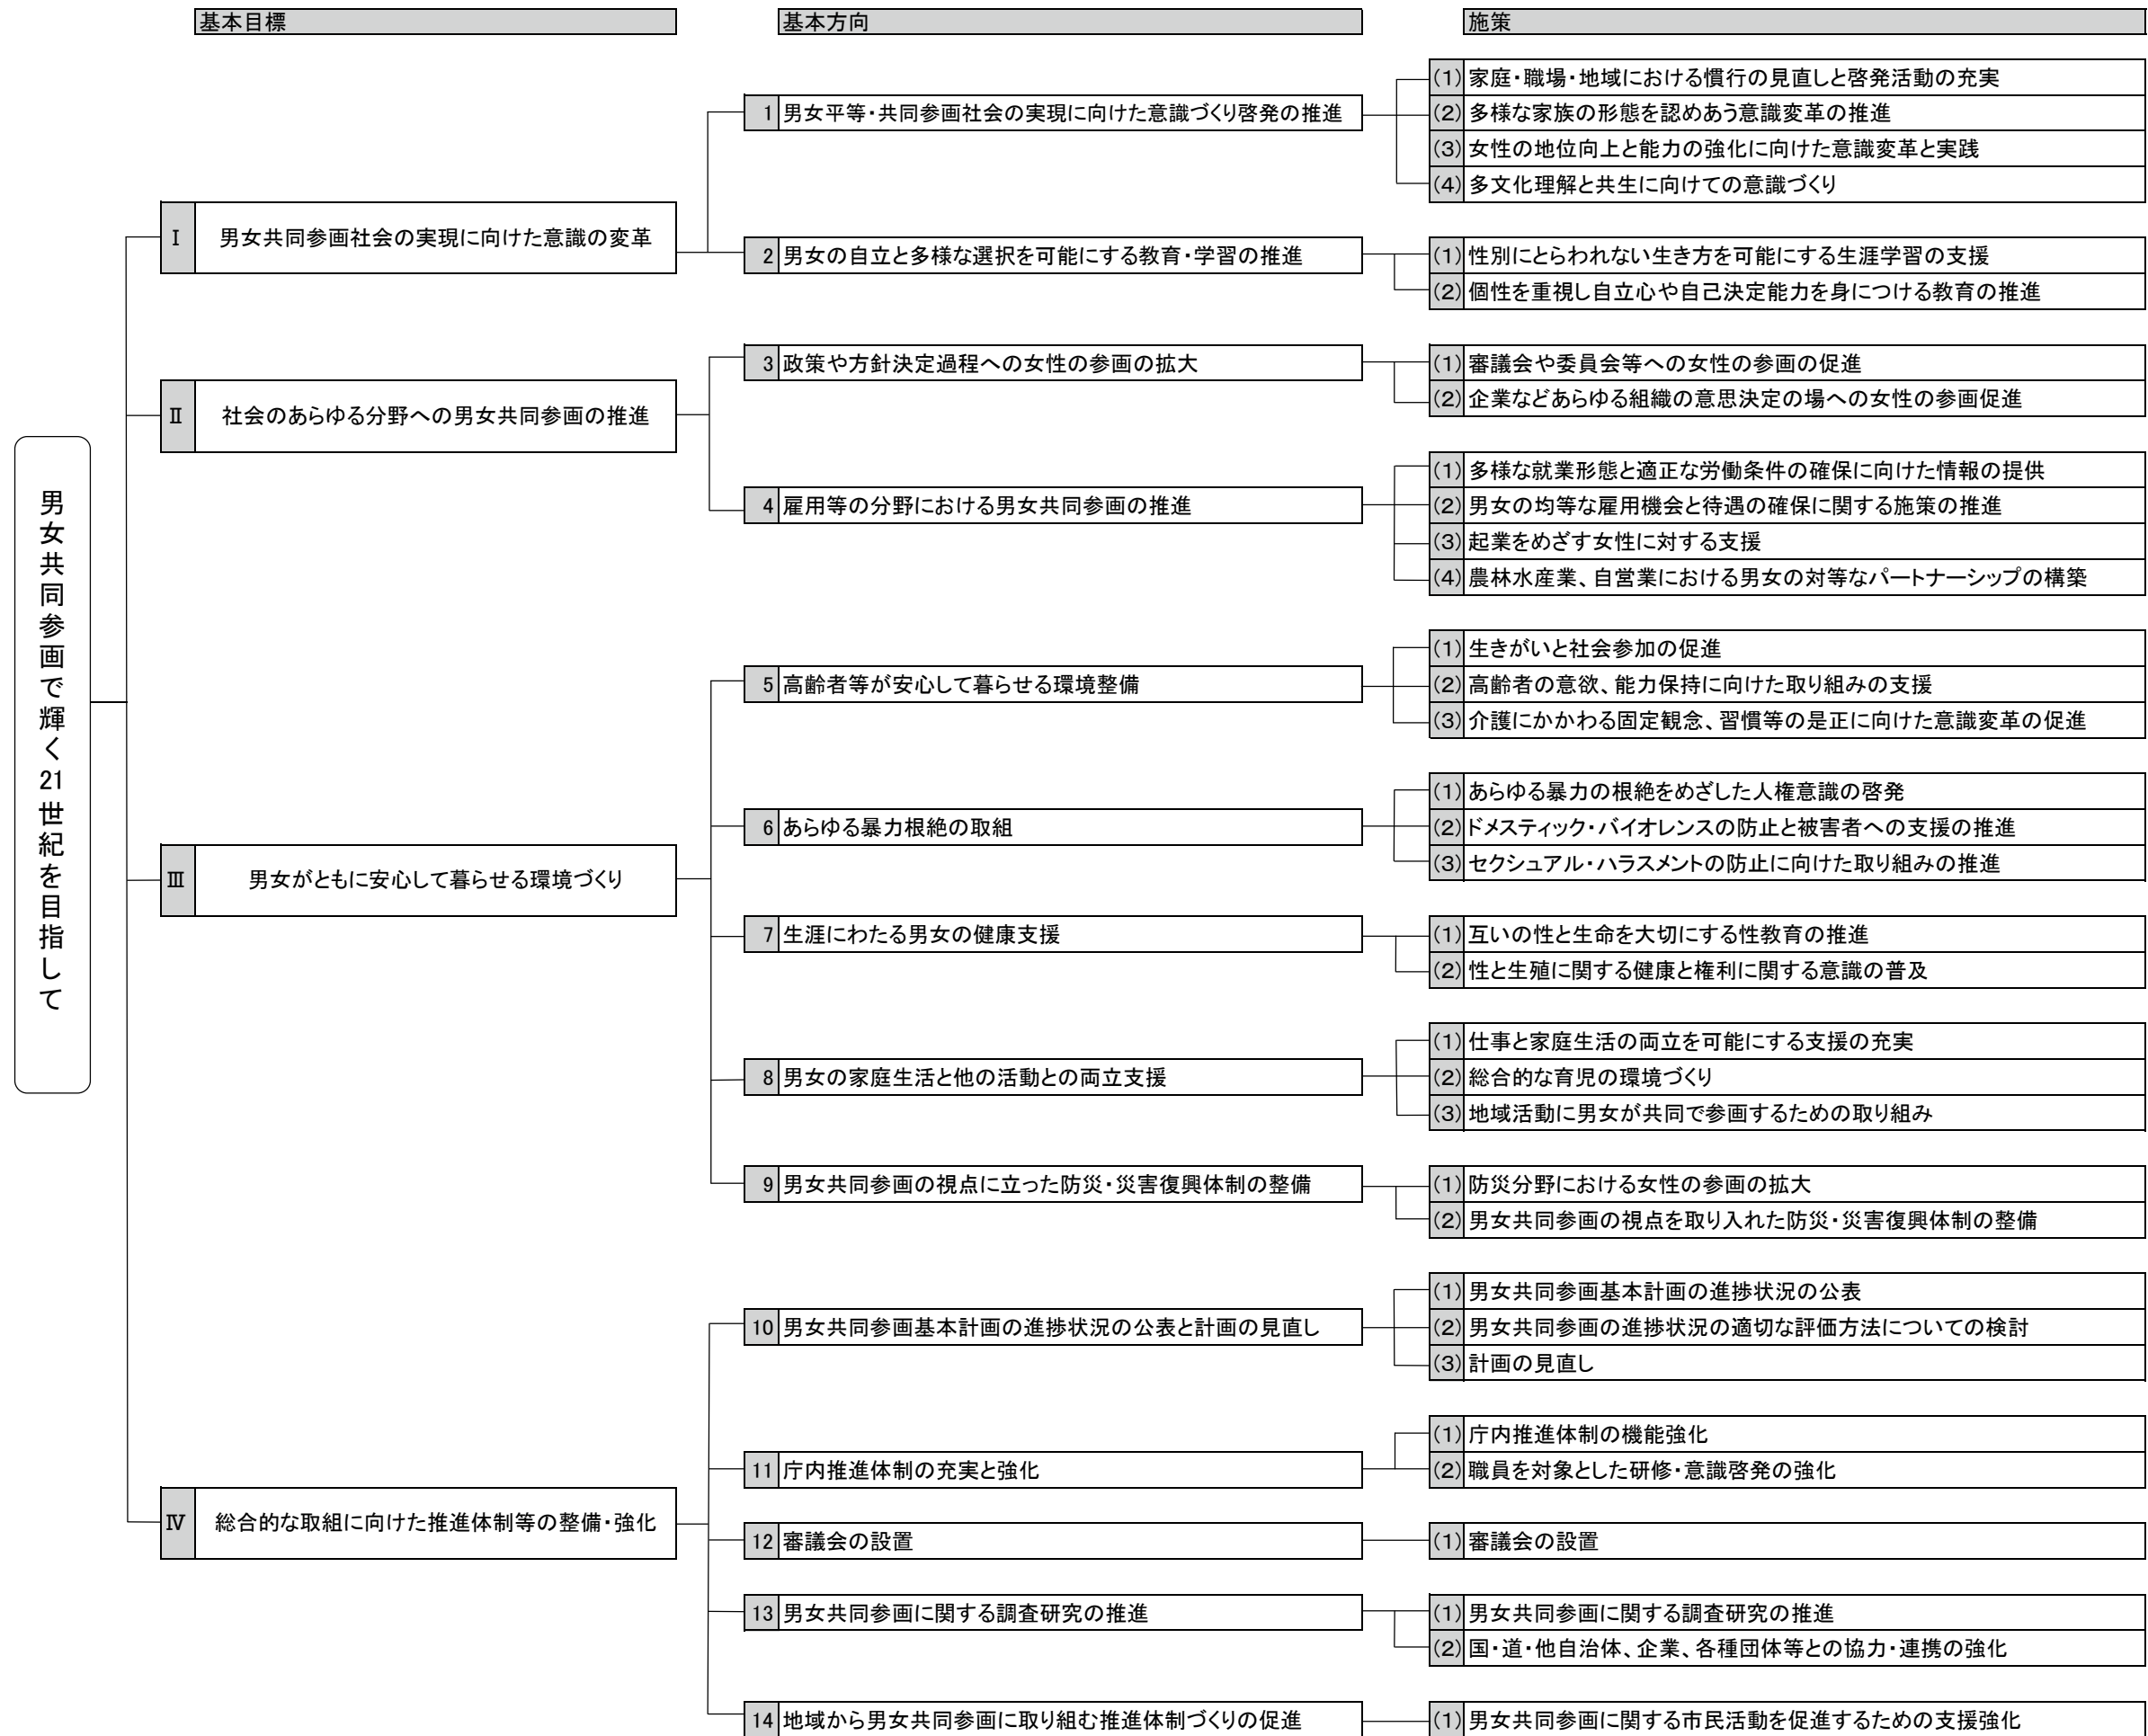 基本目標
基本方向
施策
男女共同参画で輝く21世紀を目指して
Ⅰ 男女共同参画社会の実現に向けた意識の変革
1 男女平等・共同参画社会の実現に向けた意識づくり啓発の推進
(1) 家庭・職場・地域における慣行の見直しと啓発活動の充実
(2) 多様な家族の形態を認めあう意識変革の推進
(3) 女性の地位向上と能力の強化に向けた意識変革と実践
(4) 多文化理解と共生に向けての意識づくり
2 男女の自立と多様な選択を可能にする教育・学習の推進
(1) 性別にとらわれない生き方を可能にする生涯学習の支援
(2) 個性を重視し自立心や自己決定能力を身につける教育の推進
Ⅱ 社会のあらゆる分野への男女共同参画の推進
3 政策や方針決定過程への女性の参画の拡大
(1) 審議会や委員会等への女性の参画の促進
(2) 企業などあらゆる組織の意思決定の場への女性の参画促進
4 雇用等の分野における男女共同参画の推進
(1) 多様な就業形態と適正な労働条件の確保に向けた情報の提供
(2) 男女の均等な雇用機会と待遇の確保に関する施策の推進
(3) 起業をめざす女性に対する支援
(4) 農林水産業、自営業における男女の対等なパートナーシップの構築
Ⅲ 男女がともに安心して暮らせる環境づくり
5 高齢者等が安心して暮らせる環境整備
(1) 生きがいと社会参加の促進
(2) 高齢者の意欲、能力保持に向けた取り組みの支援
(3) 介護にかかわる固定観念、習慣等の是正に向けた意識変革の促進
6 あらゆる暴力根絶の取組
(1) あらゆる暴力の根絶をめざした人権意識の啓発
(2) ドメスティック・バイオレンスの防止と被害者への支援の推進
(3) セクシュアル・ハラスメントの防止に向けた取り組みの推進
7 生涯にわたる男女の健康支援
(1) 互いの性と生命を大切にする性教育の推進
(2) 性と生殖に関する健康と権利に関する意識の普及
8 男女の家庭生活と他の活動との両立支援
(1) 仕事と家庭生活の両立を可能にする支援の充実
(2) 総合的な育児の環境づくり
(3) 地域活動に男女が共同で参画するための取り組み
9 男女共同参画の視点に立った防災・災害復興体制の整備
(1) 防災分野における女性の参画の拡大
(2) 男女共同参画の視点を取り入れた防災・災害復興体制の整備
Ⅳ 総合的な取組に向けた推進体制等の整備・強化
10 男女共同参画基本計画の進捗状況の公表と計画の見直し
(1) 男女共同参画基本計画の進捗状況の公表
(2) 男女共同参画の進捗状況の適切な評価方法についての検討
(3) 計画の見直し
11 庁内推進体制の充実と強化
(1) 庁内推進体制の機能強化
(2) 職員を対象とした研修・意識啓発の強化
12 審議会の設置
(1) 審議会の設置
13 男女共同参画に関する調査研究の推進
(1) 男女共同参画に関する調査研究の推進
(2) 国・道・他自治体、企業、各種団体等との協力・連携の強化
14 地域から男女共同参画に取り組む推進体制づくりの促進
(1) 男女共同参画に関する市民活動を促進するための支援強化